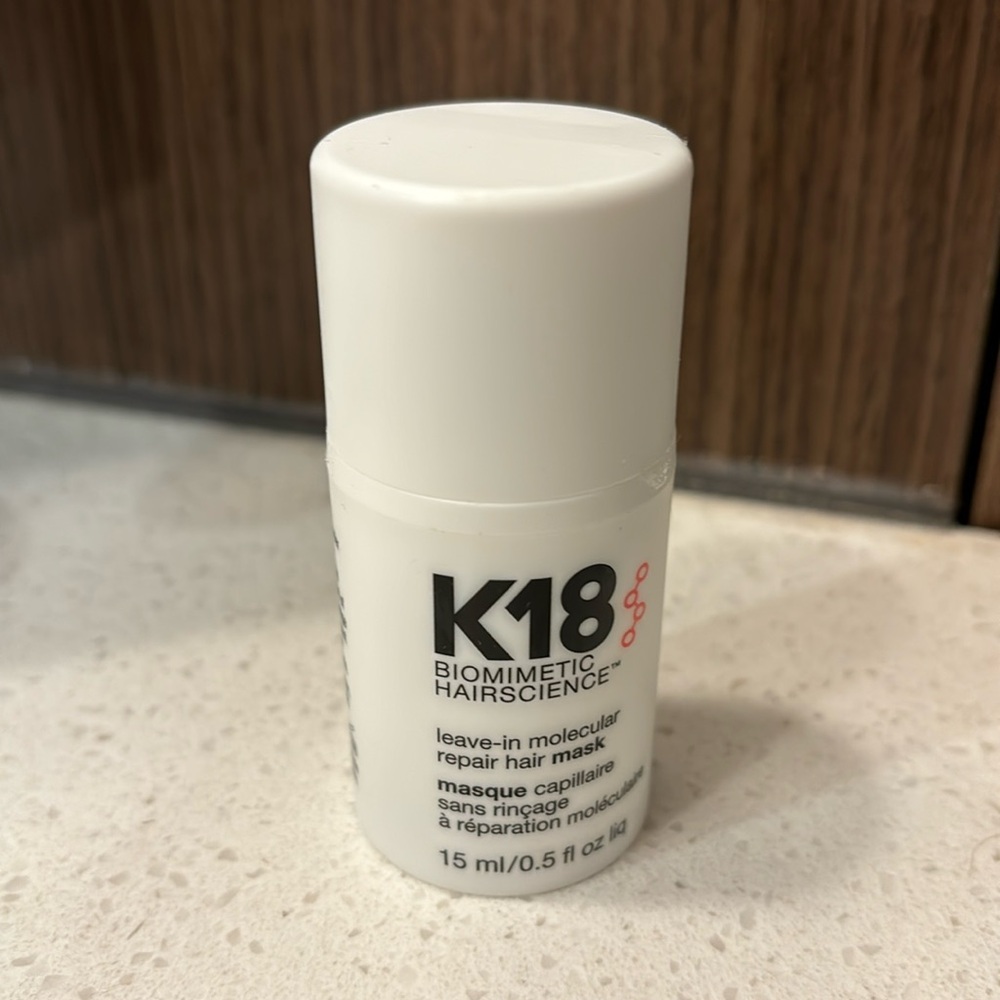 K18
BIOMIMETIC
HAIRSCIENCE™
leave-in molecular
repair hair mask
masque capillaire
sans rinçage
à réparation moléculaire
15 ml/0.5 fl oz liq